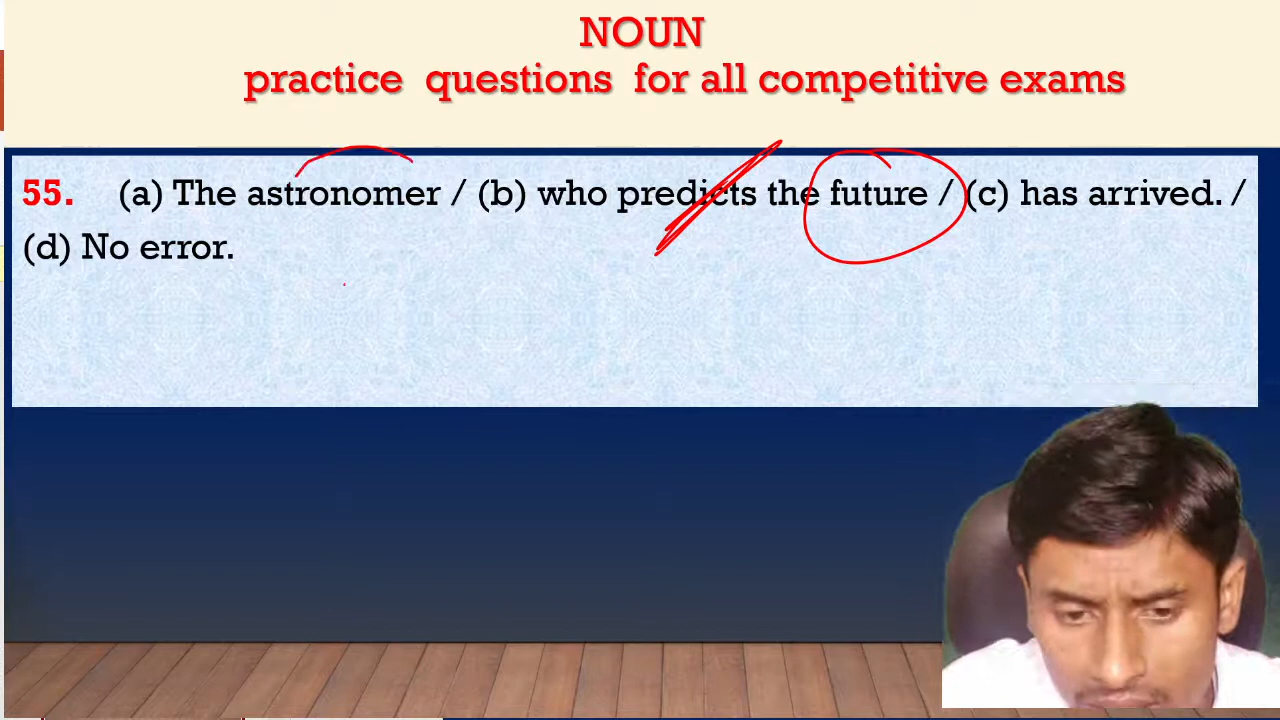 NOUN
practice questions for all competitive exams
55. (a) The astronomer / (b) who predicts the future / (c) has arrived. /
(d) No error.